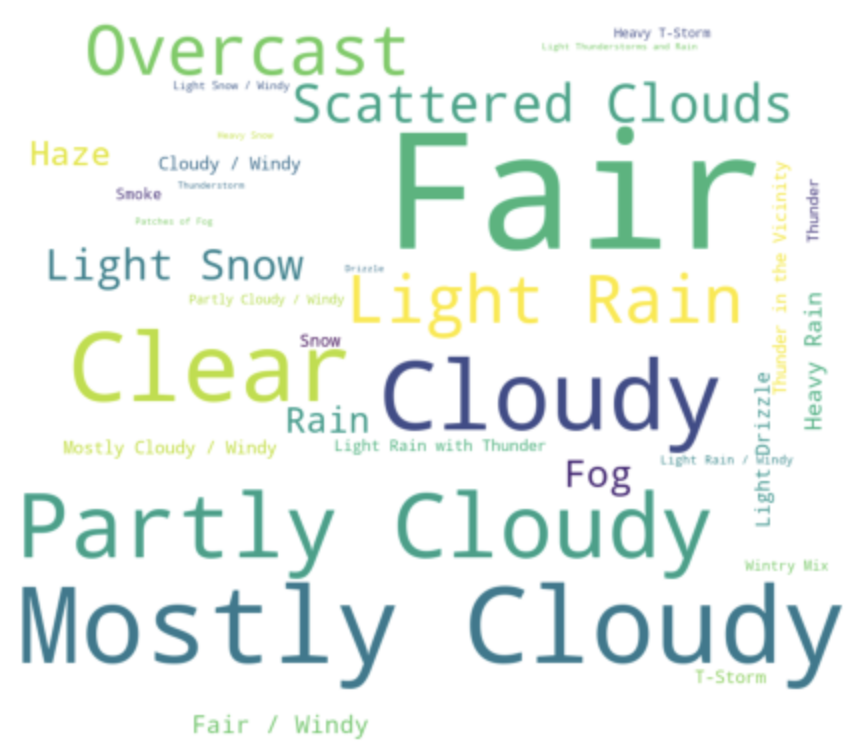 Overcast
Heavy T-Storm
Light Thunderstorms and Rain
Light Snow / Windy
Scattered Clouds
Heavy Snow
Haze
Cloudy / Windy
Fair
Thunderstorm
Smoke
Thunder in the Vicinity
Thunder
Patches of Fog
Light Snow
Drizzle
Partly Cloudy / Windy
Light Rain
Heavy Rain
Clear
Snow
Cloudy
Rain
Light Drizzle
Mostly Cloudy / Windy
Light Rain with Thunder
Light Rain / Windy
Fog
Partly Cloudy
Wintry Mix
Mostly Cloudy
T-Storm
Fair / Windy